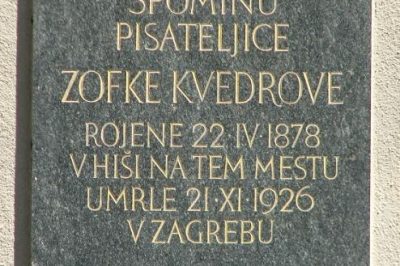 SPOMINU
PISATELJICE
ZOFKE KVEDROVE
ROJENE 22·IV·1878
V HIŠI NA TEM MESTU
UMRLE 21·XI·1926
V ZAGREBU